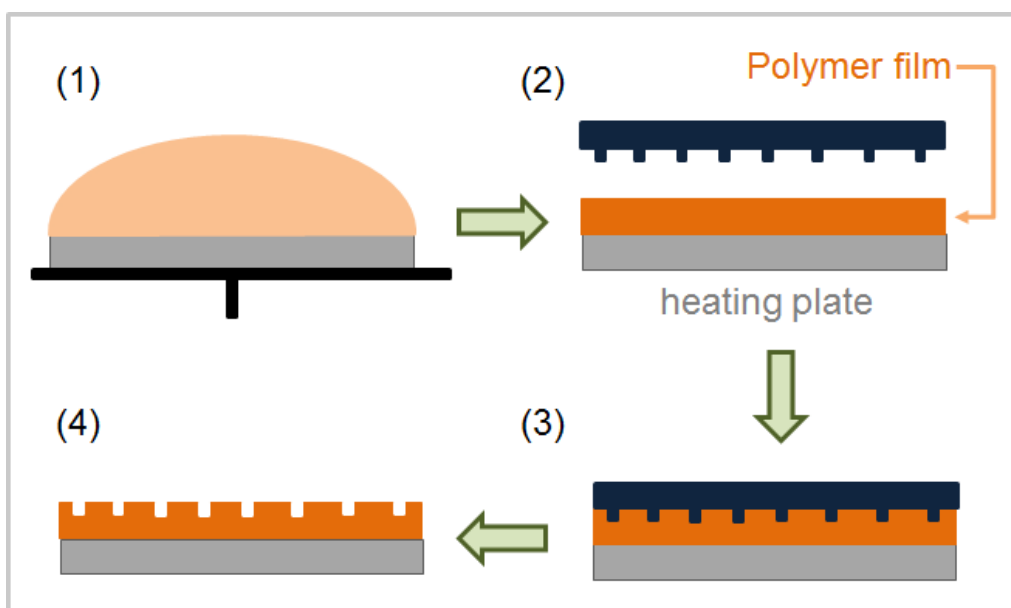 (1)
(2)
Polymer film
heating plate
(4)
(3)